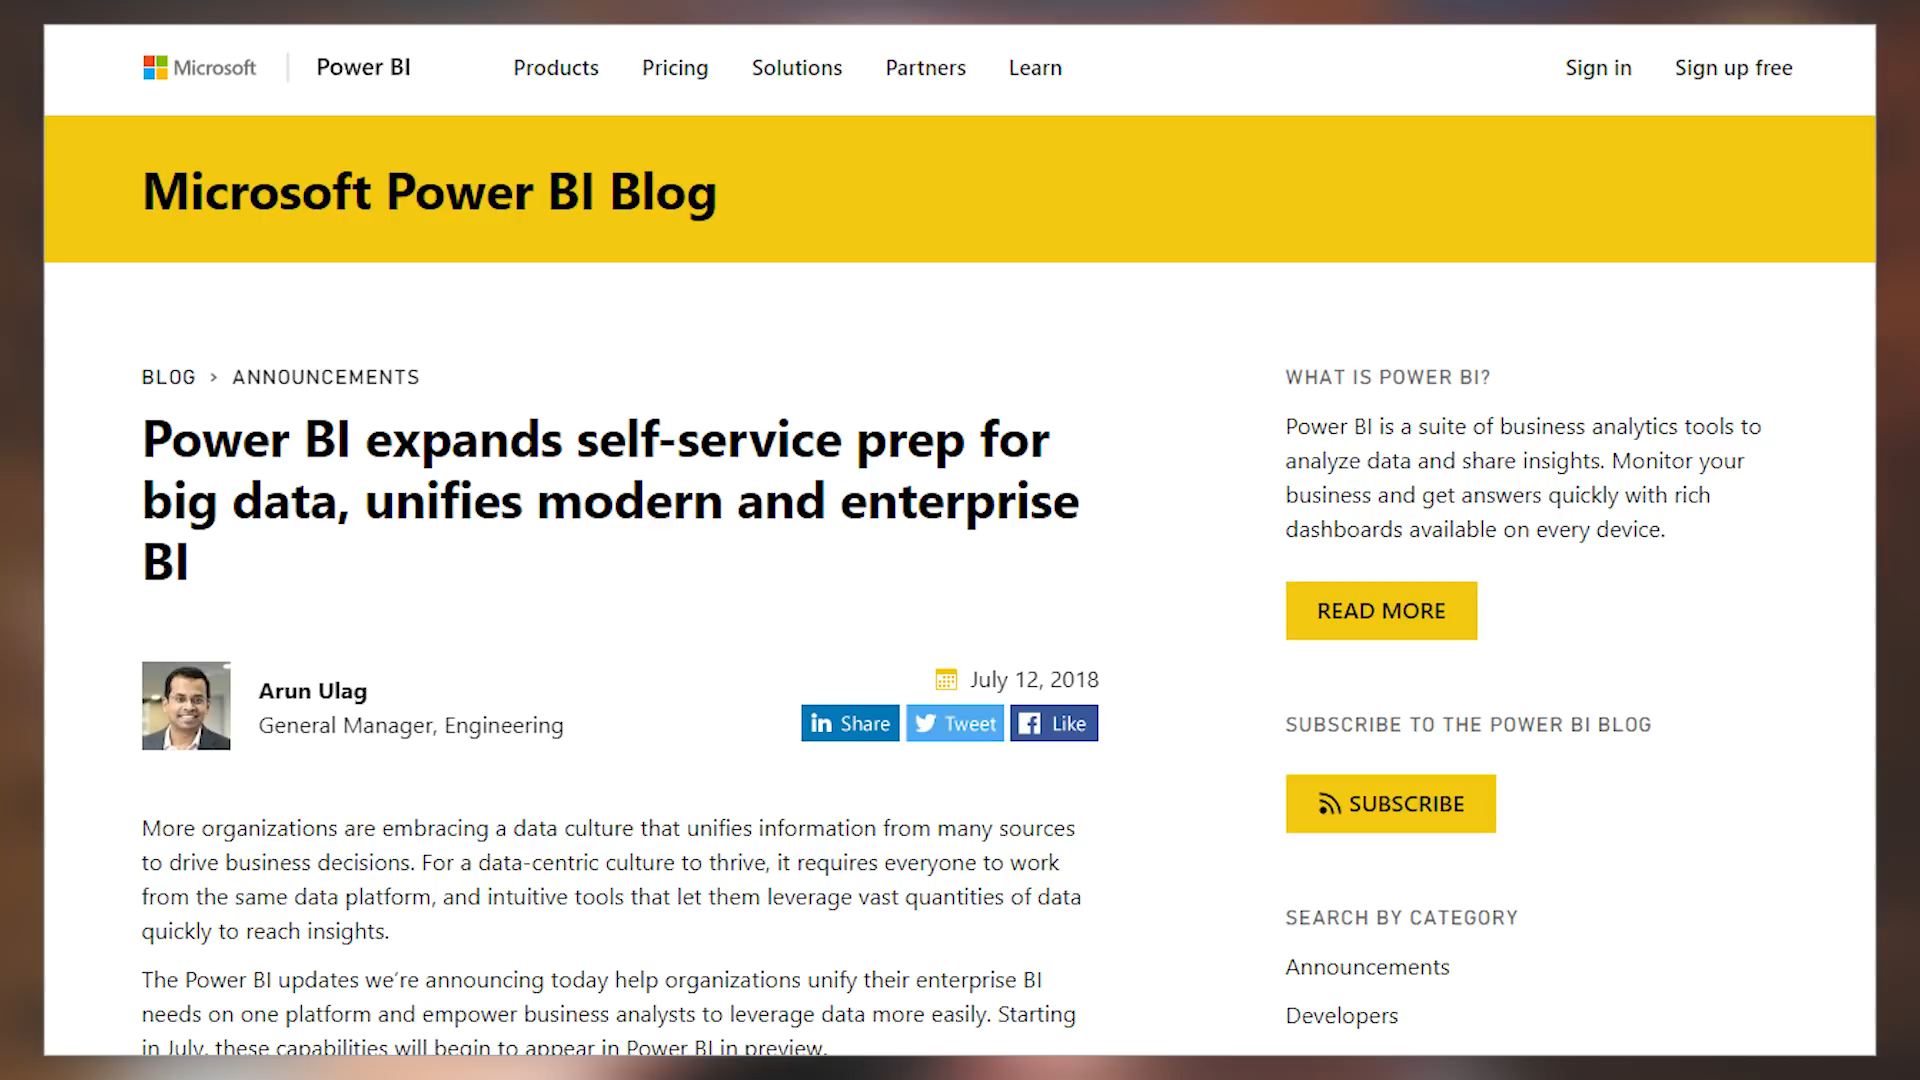 Microsoft
Power BI
Products
Pricing
Solutions
Partners
Learn
Sign in
Sign up free
Microsoft Power BI Blog
BLOG > ANNOUNCEMENTS
Power BI expands self-service prep for
big data, unifies modern and enterprise
BI
Arun Ulag
General Manager, Engineering
July 12, 2018
in Share
Tweet
Like
More organizations are embracing a data culture that unifies information from many sources
to drive business decisions. For a data-centric culture to thrive, it requires everyone to work
from the same data platform, and intuitive tools that let them leverage vast quantities of data
quickly to reach insights.
The Power BI updates we’re announcing today help organizations unify their enterprise BI
needs on one platform and empower business analysts to leverage data more easily. Starting
in July, these capabilities will begin to appear in Power BI in preview.
WHAT IS POWER BI?
Power BI is a suite of business analytics tools to
analyze data and share insights. Monitor your
business and get answers quickly with rich
dashboards available on every device.
READ MORE
SUBSCRIBE TO THE POWER BI BLOG
SUBSCRIBE
SEARCH BY CATEGORY
Announcements
Developers